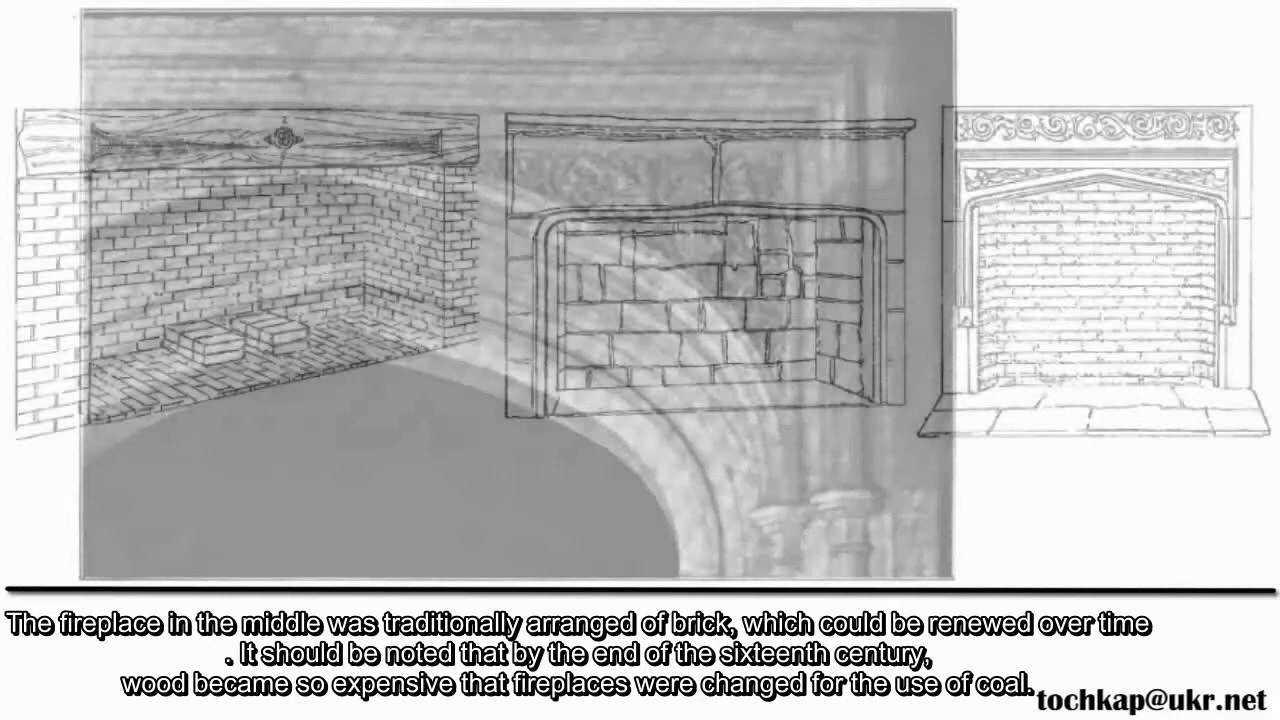 The fireplace in the middle was traditionally arranged of brick, which could be renewed over time
. It should be noted that by the end of the sixteenth century,
wood became so expensive that fireplaces were changed for the use of coal.
tochkap@ukr.net